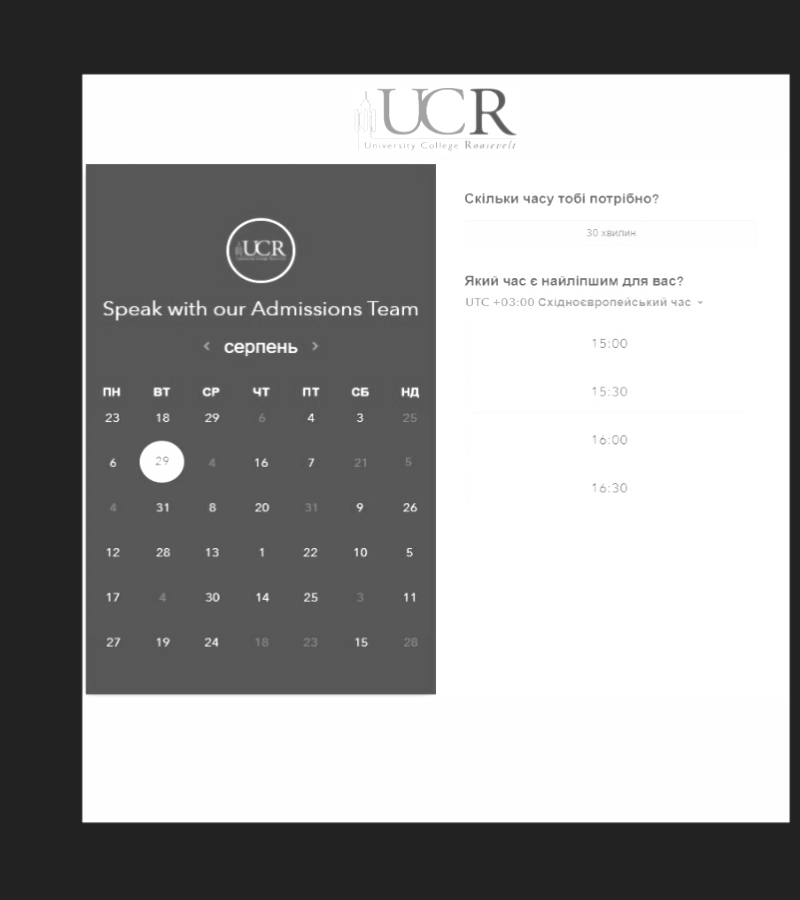 UCR
University College Roosevelt
UCR
Speak with our Admissions Team
‹ серпень ›
ПН ВТ СР ЧТ ПТ СБ НД
23 18 29 6 4 3 25
6 29 4 16 7 21 5
4 31 8 20 31 9 26
12 28 13 1 22 10 5
17 4 30 14 25 3 11
27 19 24 18 23 15 28
Скільки часу тобі потрібно?
30 хвилин
Який час є найліпшим для вас?
UTC +03:00 Східноєвропейський час
15:00
15:30
16:00
16:30